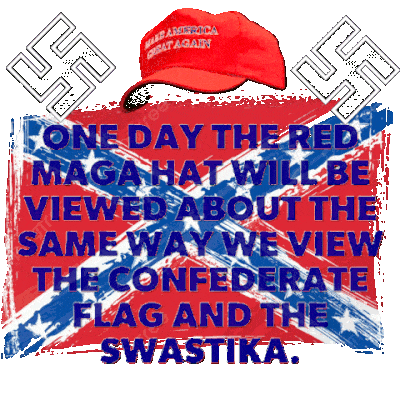 MAKE AMERICA
GREAT AGAIN
ONE DAY THE RED
MAGA HAT WILL BE
VIEWED ABOUT THE
SAME WAY WE VIEW
THE CONFEDERATE
FLAG AND THE
SWASTIKA.